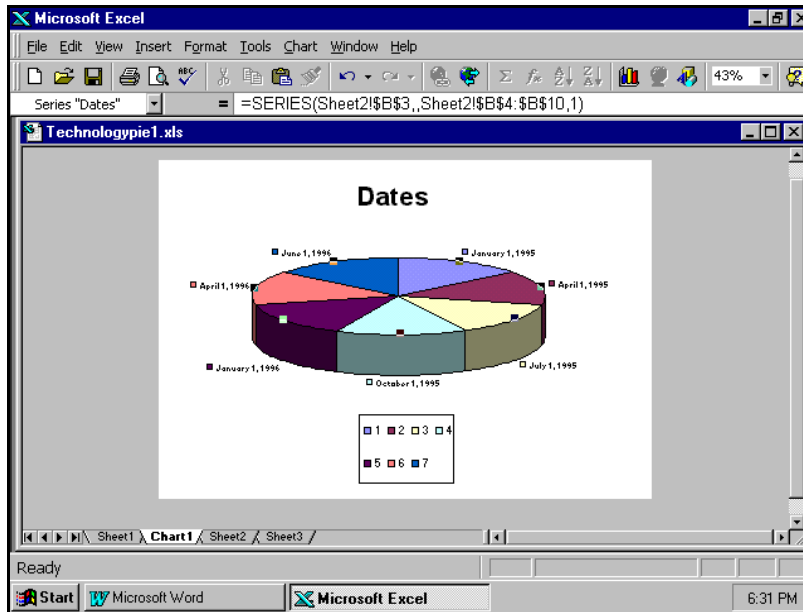 Microsoft Excel
File Edit View Insert Format Tools Chart Window Help
ABC Σ fx A Z Z A 43%
Series "Dates" = =SERIES(Sheet2!$B$3,,Sheet2!$B$4:$B$10,1)
Technologypie1.xls
Dates
June 1, 1996 January 1, 1995
April 1, 1996 April 1, 1995
January 1, 1996 July 1, 1995
October 1, 1995
1 2 3 4
5 6 7
Sheet1 Chart1 Sheet2 Sheet3
Ready
Start Microsoft Word Microsoft Excel 6:31 PM